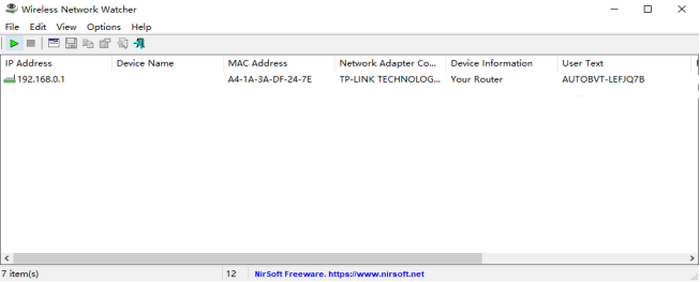 Wireless Network Watcher
File Edit View Options Help
IP Address Device Name MAC Address Network Adapter Co... Device Information User Text
192.168.0.1 A4-1A-3A-DF-24-7E TP-LINK TECHNOLOG... Your Router AUTOBVT-LEFJQ7B
7 item(s) 12 NirSoft Freeware. https://www.nirsoft.net